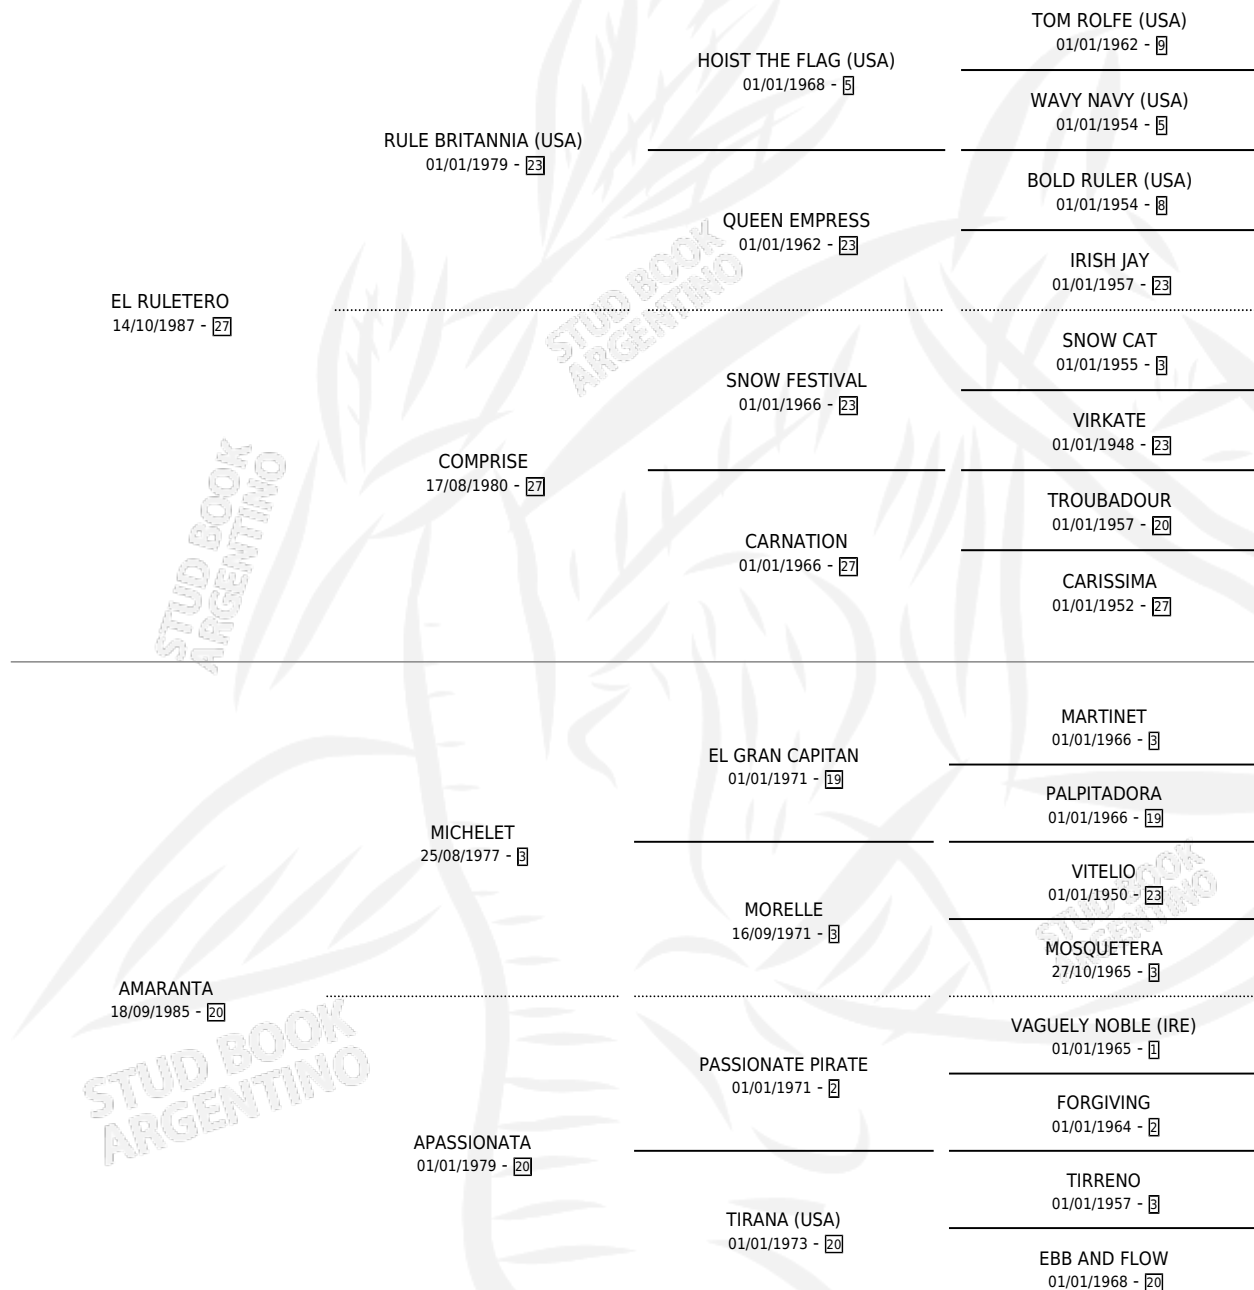 TOM ROLFE (USA)
01/01/1962 - 9
HOIST THE FLAG (USA)
01/01/1968 - 5
WAVY NAVY (USA)
01/01/1954 - 5
RULE BRITANNIA (USA)
01/01/1979 - 23
BOLD RULER (USA)
01/01/1954 - 8
QUEEN EMPRESS
01/01/1962 - 23
IRISH JAY
01/01/1957 - 23
EL RULETERO
14/10/1987 - 27
SNOW CAT
01/01/1955 - 3
SNOW FESTIVAL
01/01/1966 - 23
VIRKATE
01/01/1948 - 23
COMPRISE
17/08/1980 - 27
TROUBADOUR
01/01/1957 - 20
CARNATION
01/01/1966 - 27
CARISSIMA
01/01/1952 - 27
MARTINET
01/01/1966 - 3
EL GRAN CAPITAN
01/01/1971 - 19
PALPITADORA
01/01/1966 - 19
MICHELET
25/08/1977 - 3
VITELIO
01/01/1950 - 23
MORELLE
16/09/1971 - 3
MOSQUETERA
27/10/1965 - 3
AMARANTA
18/09/1985 - 20
VAGUELY NOBLE (IRE)
01/01/1965 - 1
PASSIONATE PIRATE
01/01/1971 - 2
FORGIVING
01/01/1964 - 2
APASSIONATA
01/01/1979 - 20
TIRRENO
01/01/1957 - 3
TIRANA (USA)
01/01/1973 - 20
EBB AND FLOW
01/01/1968 - 20
STUD BOOK
ARGENTINO
STUD BOOK
ARGENTINO
STUD BOOK
ARGENTINO
STUD BOOK
ARGENTINO